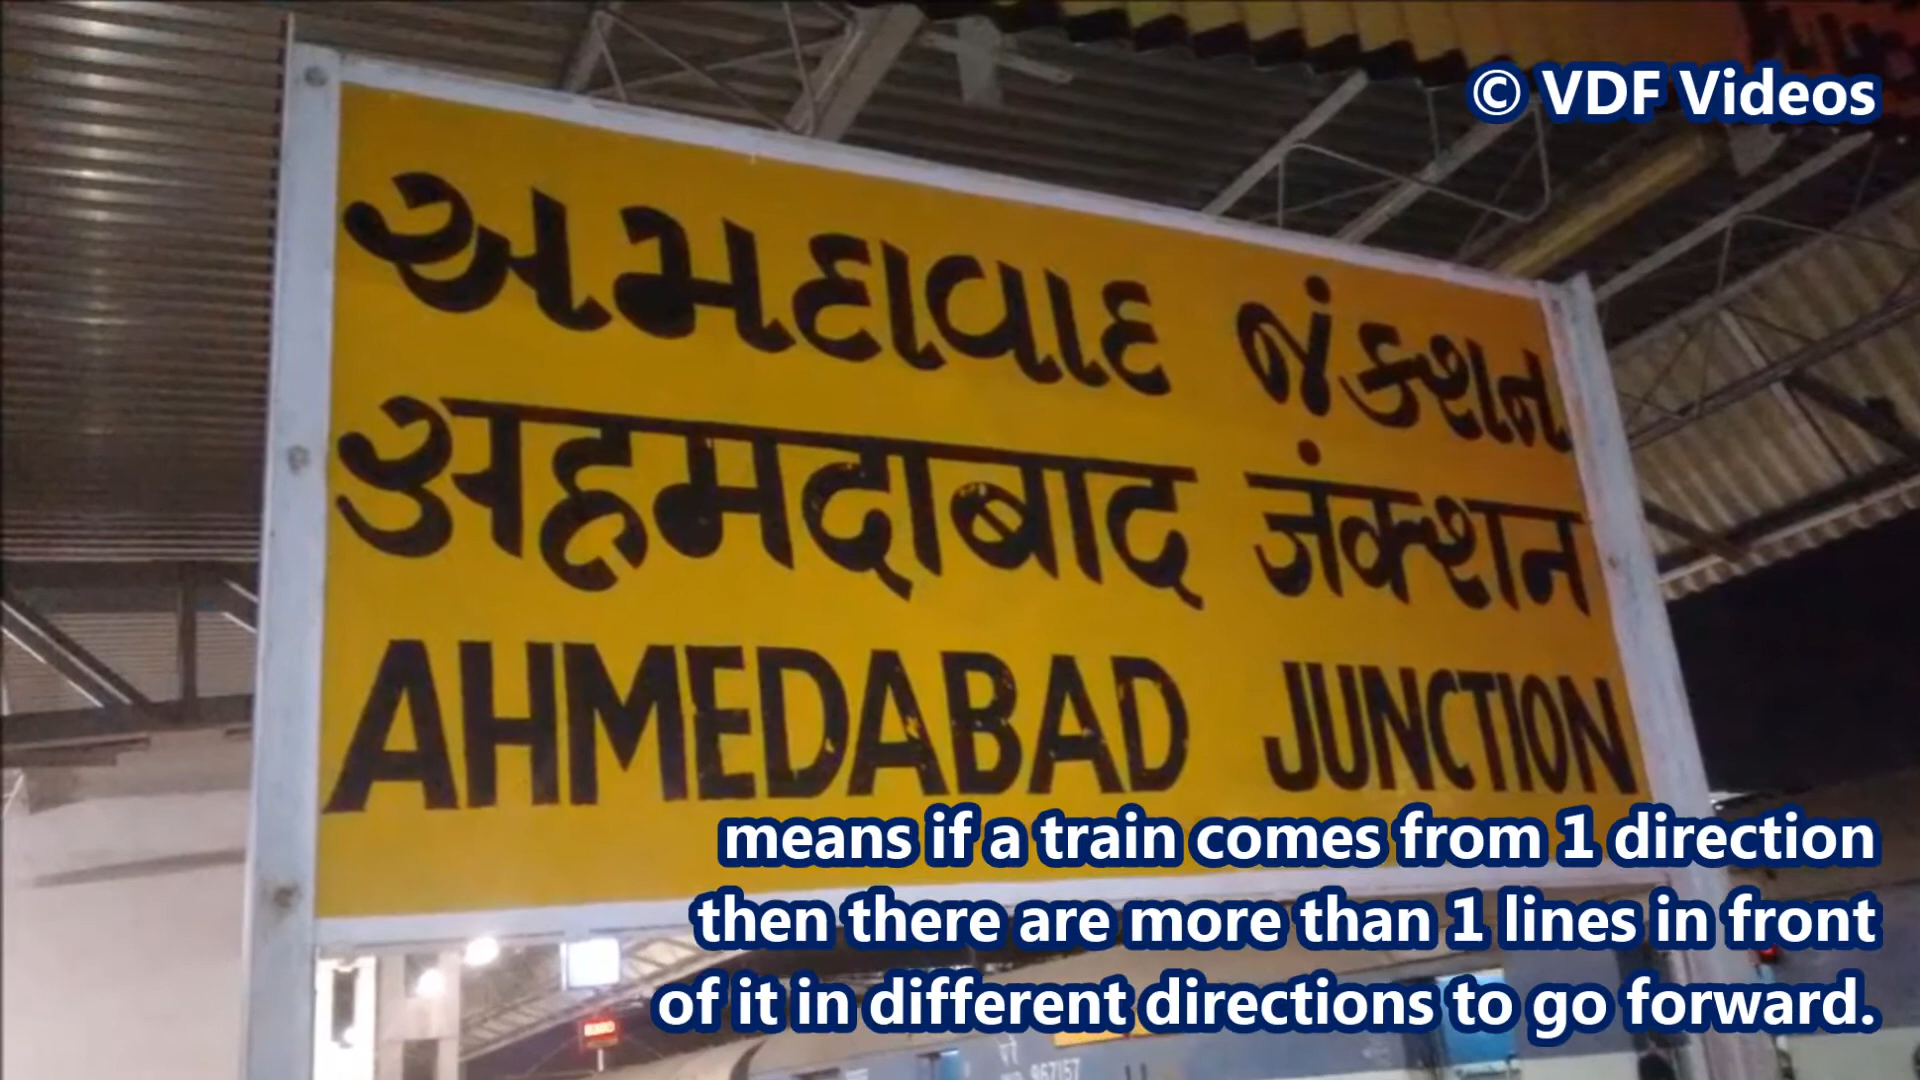 © VDF Videos
અમદાવાદ જંકશન
अहमदाबाद जंक्शन
AHMEDABAD JUNCTION
means if a train comes from 1 direction
then there are more than 1 lines in front
of it in different directions to go forward.
967157